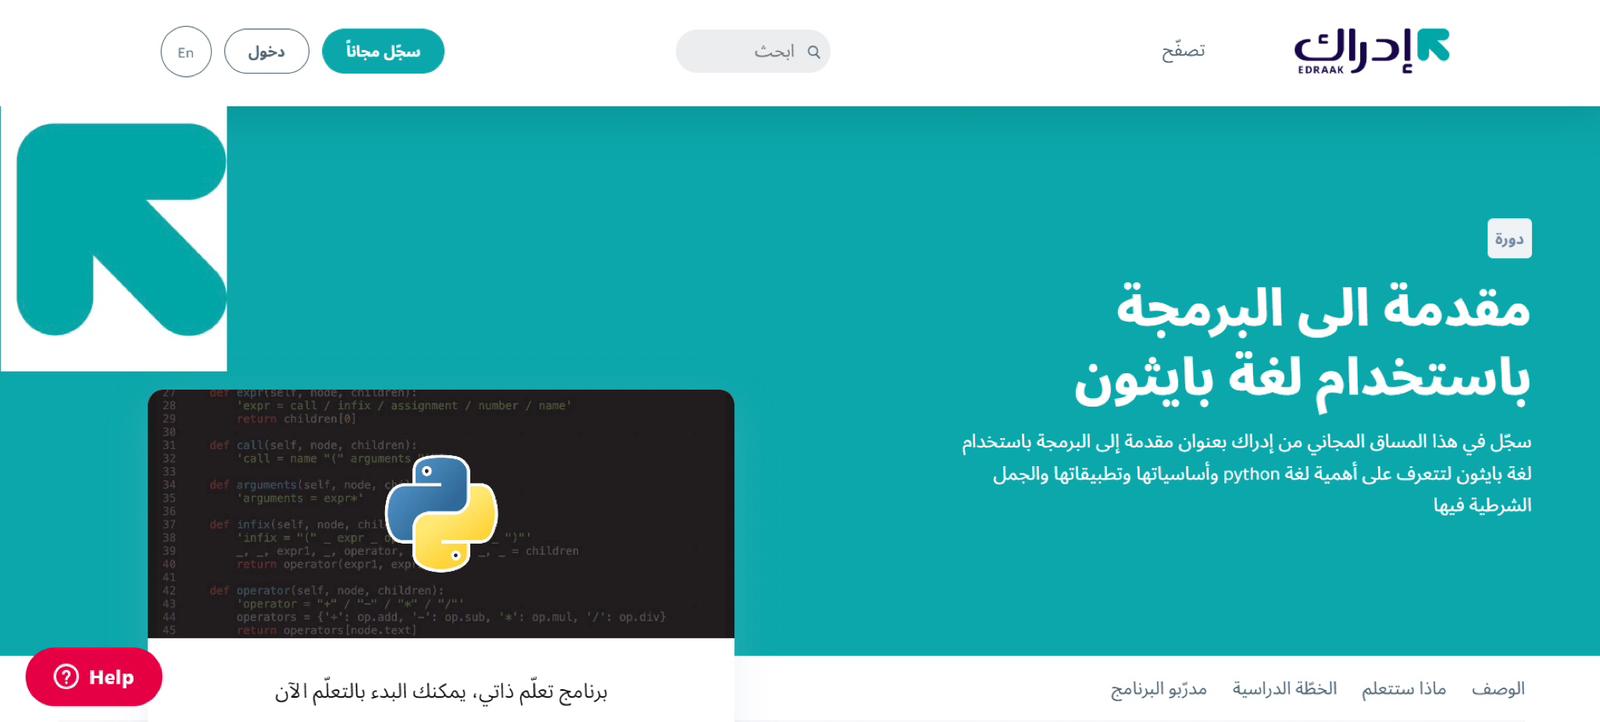 إدراك
EDRAAK
تصفّح
ابحث
سجّل مجاناً
دخول
En
دورة
مقدمة الى البرمجة
باستخدام لغة بايثون
سجّل في هذا المساق المجاني من إدراك بعنوان مقدمة إلى البرمجة باستخدام
لغة بايثون لتتعرف على أهمية لغة python وأساسياتها وتطبيقاتها والجمل
الشرطية فيها
27 def expr(self, node, children):
28 'expr = call / infix / assignment / number / name'
29 return children[0]
30
31 def call(self, node, children):
32 'call = name "(" arguments
33
34 def arguments(self, node,
35 'arguments = expr*'
36
37 def infix(self, node,
38 'infix = "(" _ expr _ ")"'
39 _, _, expr1, _, operator, _, _ = children
40 return operator(expr1,
41
42 def operator(self, node, children):
43 'operator = "+" / "-" / "*" / "/"'
44 operators = {'+': op.add, '-': op.sub, '*': op.mul, '/': op.div}
45 return operators[node.text]
برنامج تعلّم ذاتي، يمكنك البدء بالتعلّم الآن
الوصف
ماذا ستتعلم
الخطّة الدراسية
مدرّبو البرنامج
Help